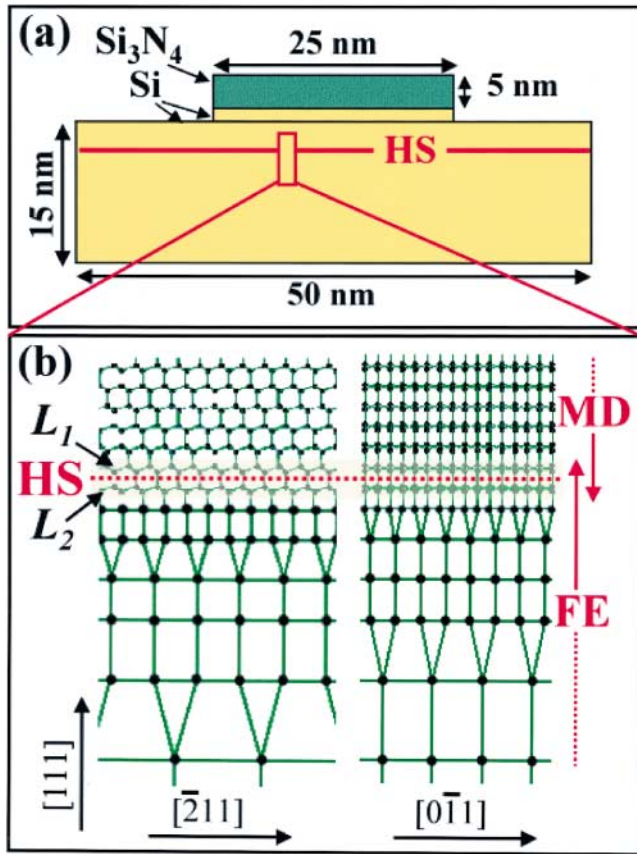 (a)
Si₃N₄
25 nm
Si
5 nm
HS
15 nm
50 nm
(b)
L₁
MD
HS
L₂
FE
[111]
[2̄11]
[01̄1]